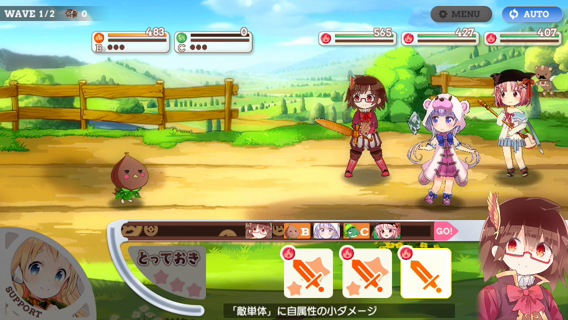 WAVE 1/2 0
MENU
AUTO
483
0
565
427
407
B
C
B
C
GO!
とっておき
SUPPORT
「敵単体」に自属性の小ダメージ